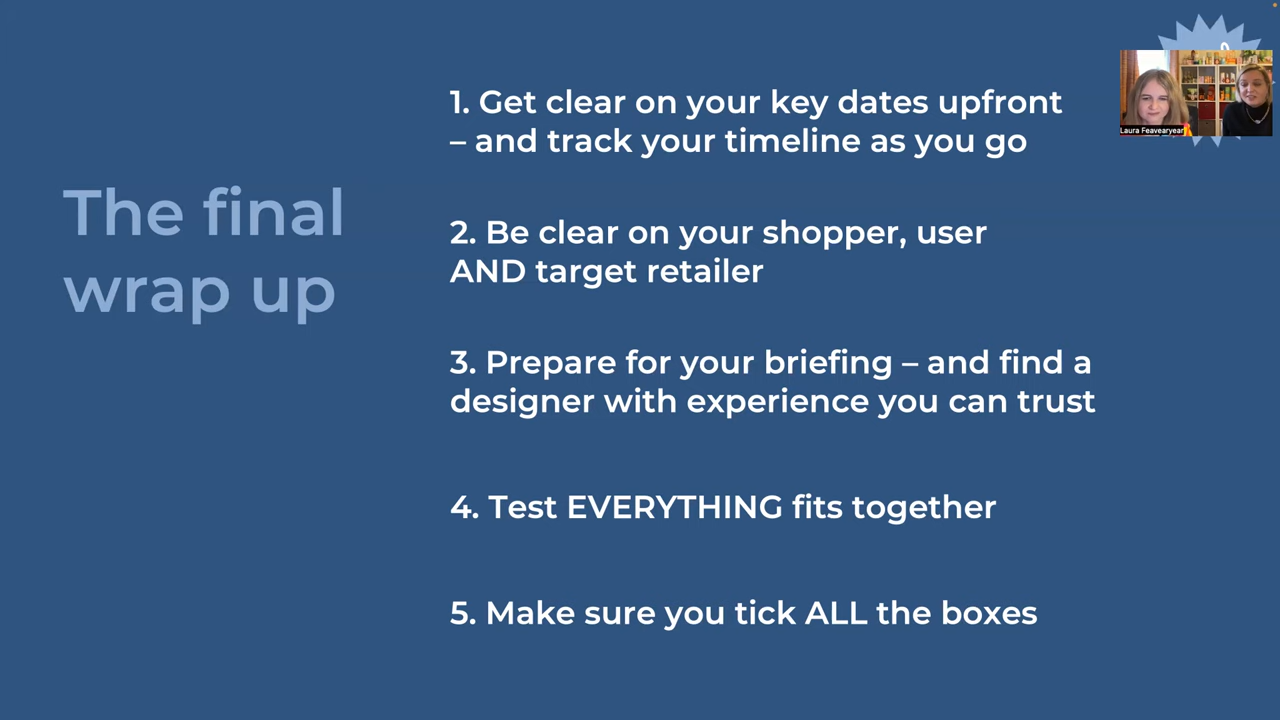 The final
wrap up
1. Get clear on your key dates upfront
– and track your timeline as you go
2. Be clear on your shopper, user
AND target retailer
3. Prepare for your briefing – and find a
designer with experience you can trust
4. Test EVERYTHING fits together
5. Make sure you tick ALL the boxes
Laura Feavearyear